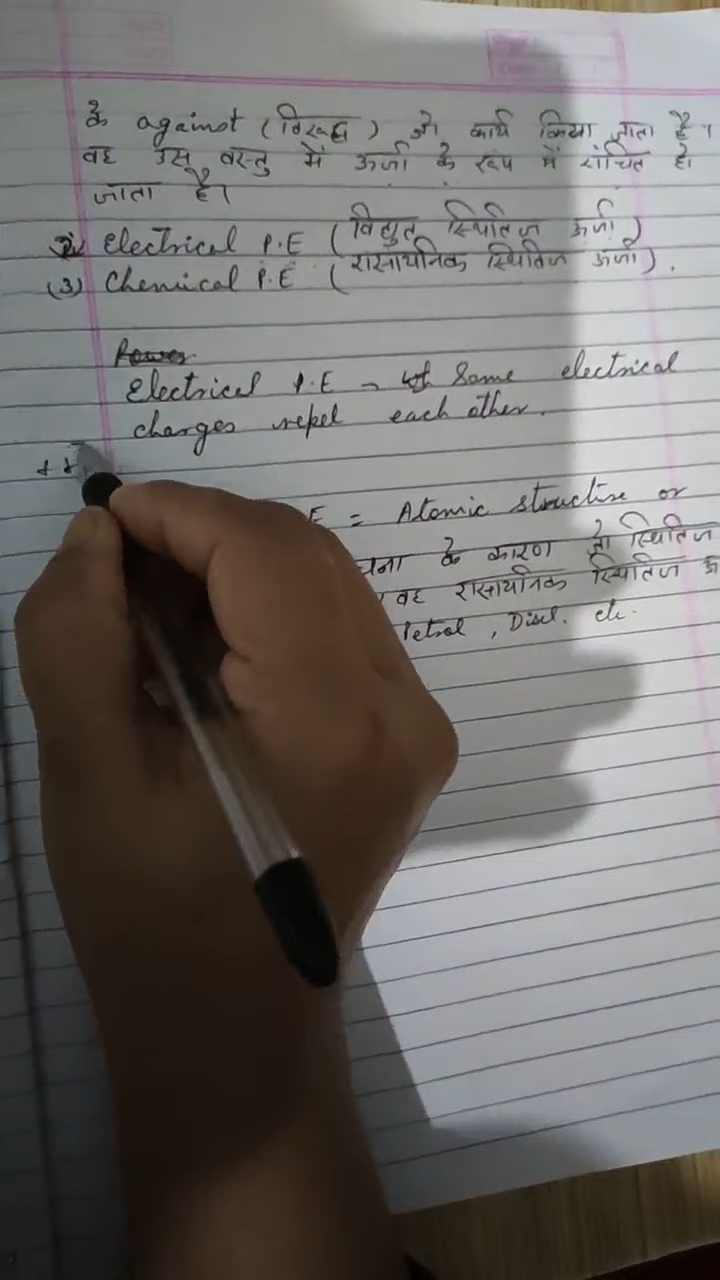 के against (विरूद्ध) जो कार्य किया जाता है।
वह उस वस्तु में ऊर्जा के रूप में संचित हो
जाता है।
Electrical P.E (विद्युत स्थितिज ऊर्जा)
(3) Chemical P.E (रासायनिक स्थितिज ऊर्जा).
Power
Electrical P.E → Same electrical
charges repel each other.
+ +
E = Atomic structure or
के कारण जो स्थितिज
वह रासायनिक स्थितिज ऊ
Petrol, Disel. etc.